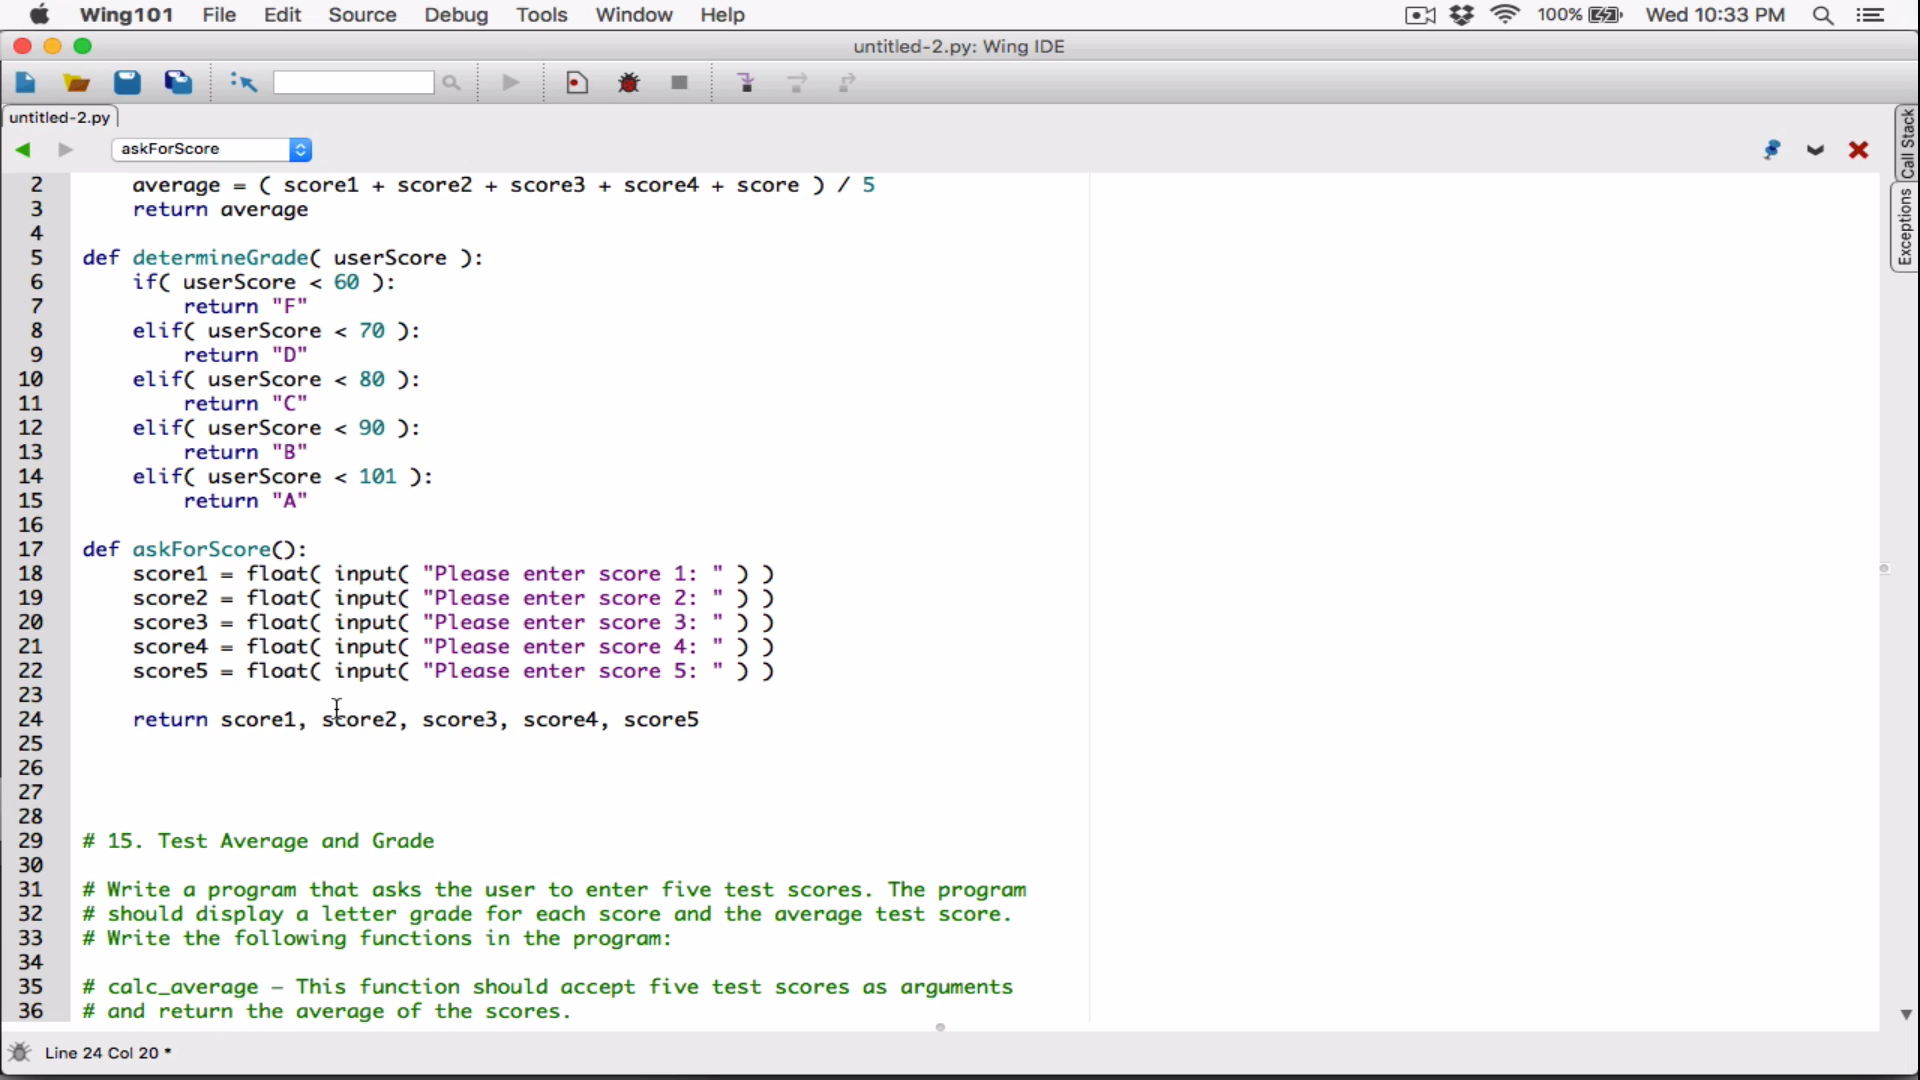 Wing101 File Edit Source Debug Tools Window Help 100% Wed 10:33 PM
untitled-2.py: Wing IDE
untitled-2.py
askForScore
Call Stack
Exceptions
2 average = ( score1 + score2 + score3 + score4 + score ) / 5
3 return average
4
5 def determineGrade( userScore ):
6 if( userScore < 60 ):
7 return "F"
8 elif( userScore < 70 ):
9 return "D"
10 elif( userScore < 80 ):
11 return "C"
12 elif( userScore < 90 ):
13 return "B"
14 elif( userScore < 101 ):
15 return "A"
16
17 def askForScore():
18 score1 = float( input( "Please enter score 1: " ) )
19 score2 = float( input( "Please enter score 2: " ) )
20 score3 = float( input( "Please enter score 3: " ) )
21 score4 = float( input( "Please enter score 4: " ) )
22 score5 = float( input( "Please enter score 5: " ) )
23
24 return score1, score2, score3, score4, score5
25
26
27
28
29 # 15. Test Average and Grade
30
31 # Write a program that asks the user to enter five test scores. The program
32 # should display a letter grade for each score and the average test score.
33 # Write the following functions in the program:
34
35 # calc_average – This function should accept five test scores as arguments
36 # and return the average of the scores.
Line 24 Col 20 *